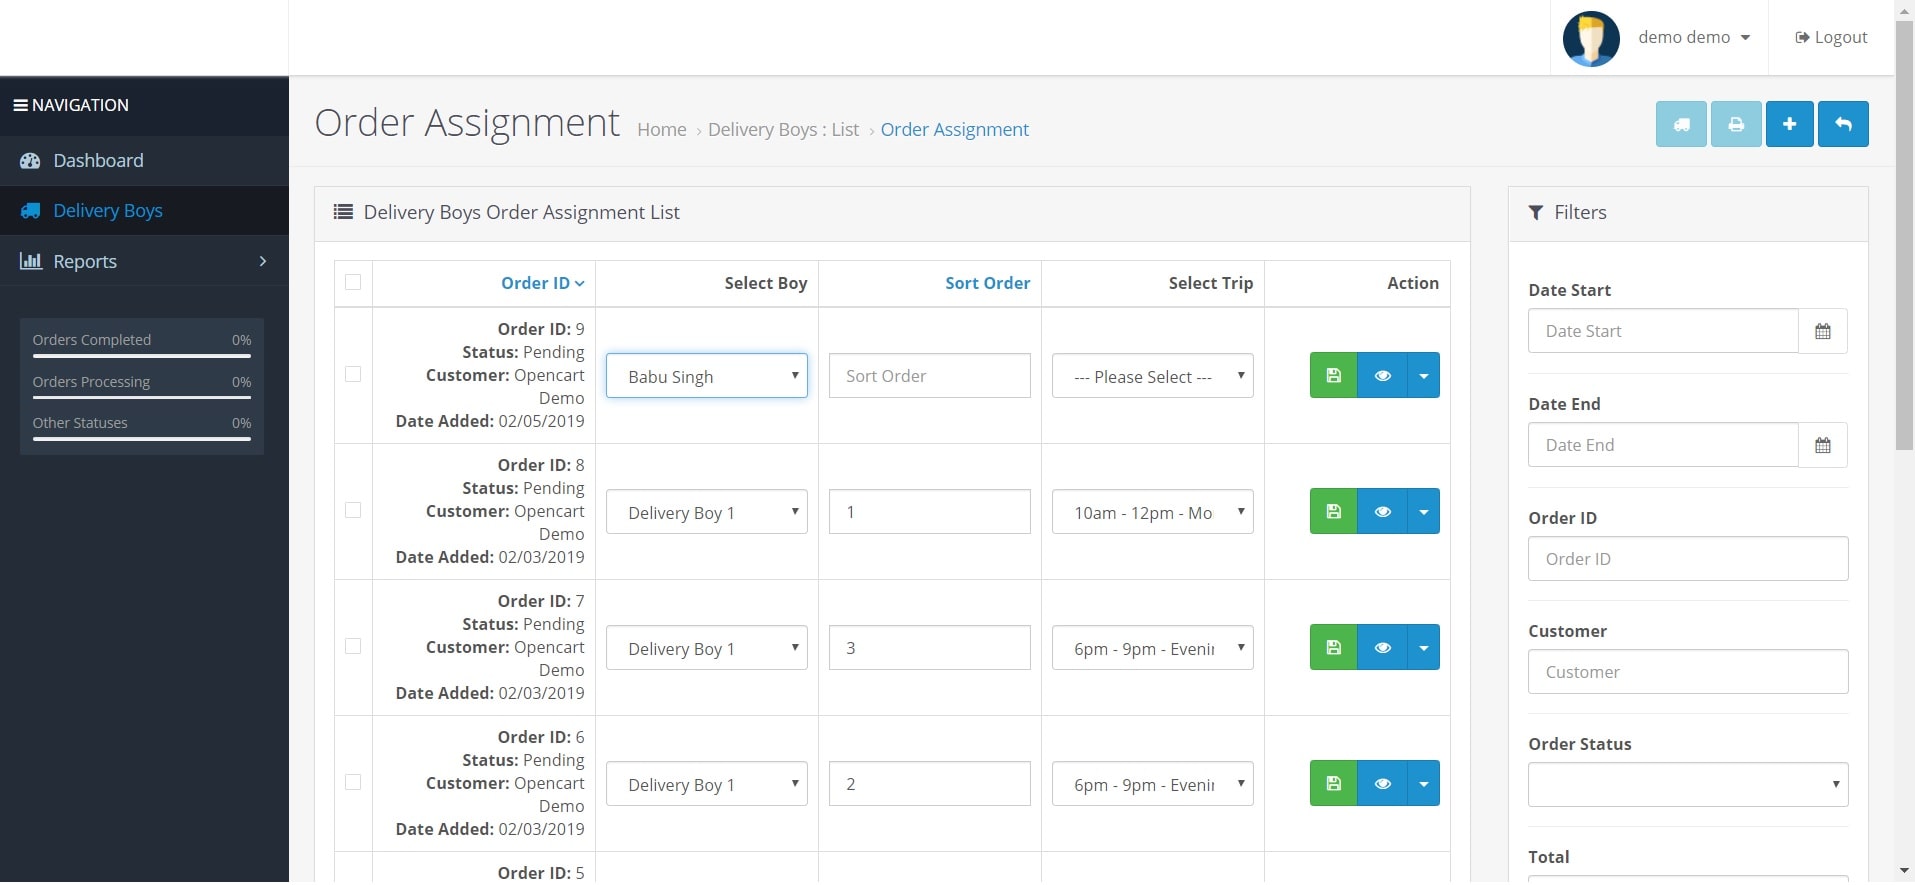 demo demo
Logout
NAVIGATION
Dashboard
Delivery Boys
Reports
Orders Completed 0%
Orders Processing 0%
Other Statuses 0%
Order Assignment
Home › Delivery Boys : List › Order Assignment
Delivery Boys Order Assignment List
Order ID Select Boy Sort Order Select Trip Action
Order ID: 9
Status: Pending
Customer: Opencart
Demo
Date Added: 02/05/2019
Babu Singh
Sort Order
--- Please Select ---
Order ID: 8
Status: Pending
Customer: Opencart
Demo
Date Added: 02/03/2019
Delivery Boy 1
1
10am - 12pm - Mo
Order ID: 7
Status: Pending
Customer: Opencart
Demo
Date Added: 02/03/2019
Delivery Boy 1
3
6pm - 9pm - Evenin
Order ID: 6
Status: Pending
Customer: Opencart
Demo
Date Added: 02/03/2019
Delivery Boy 1
2
6pm - 9pm - Evenin
Order ID: 5
Filters
Date Start
Date Start
Date End
Date End
Order ID
Order ID
Customer
Customer
Order Status
Total